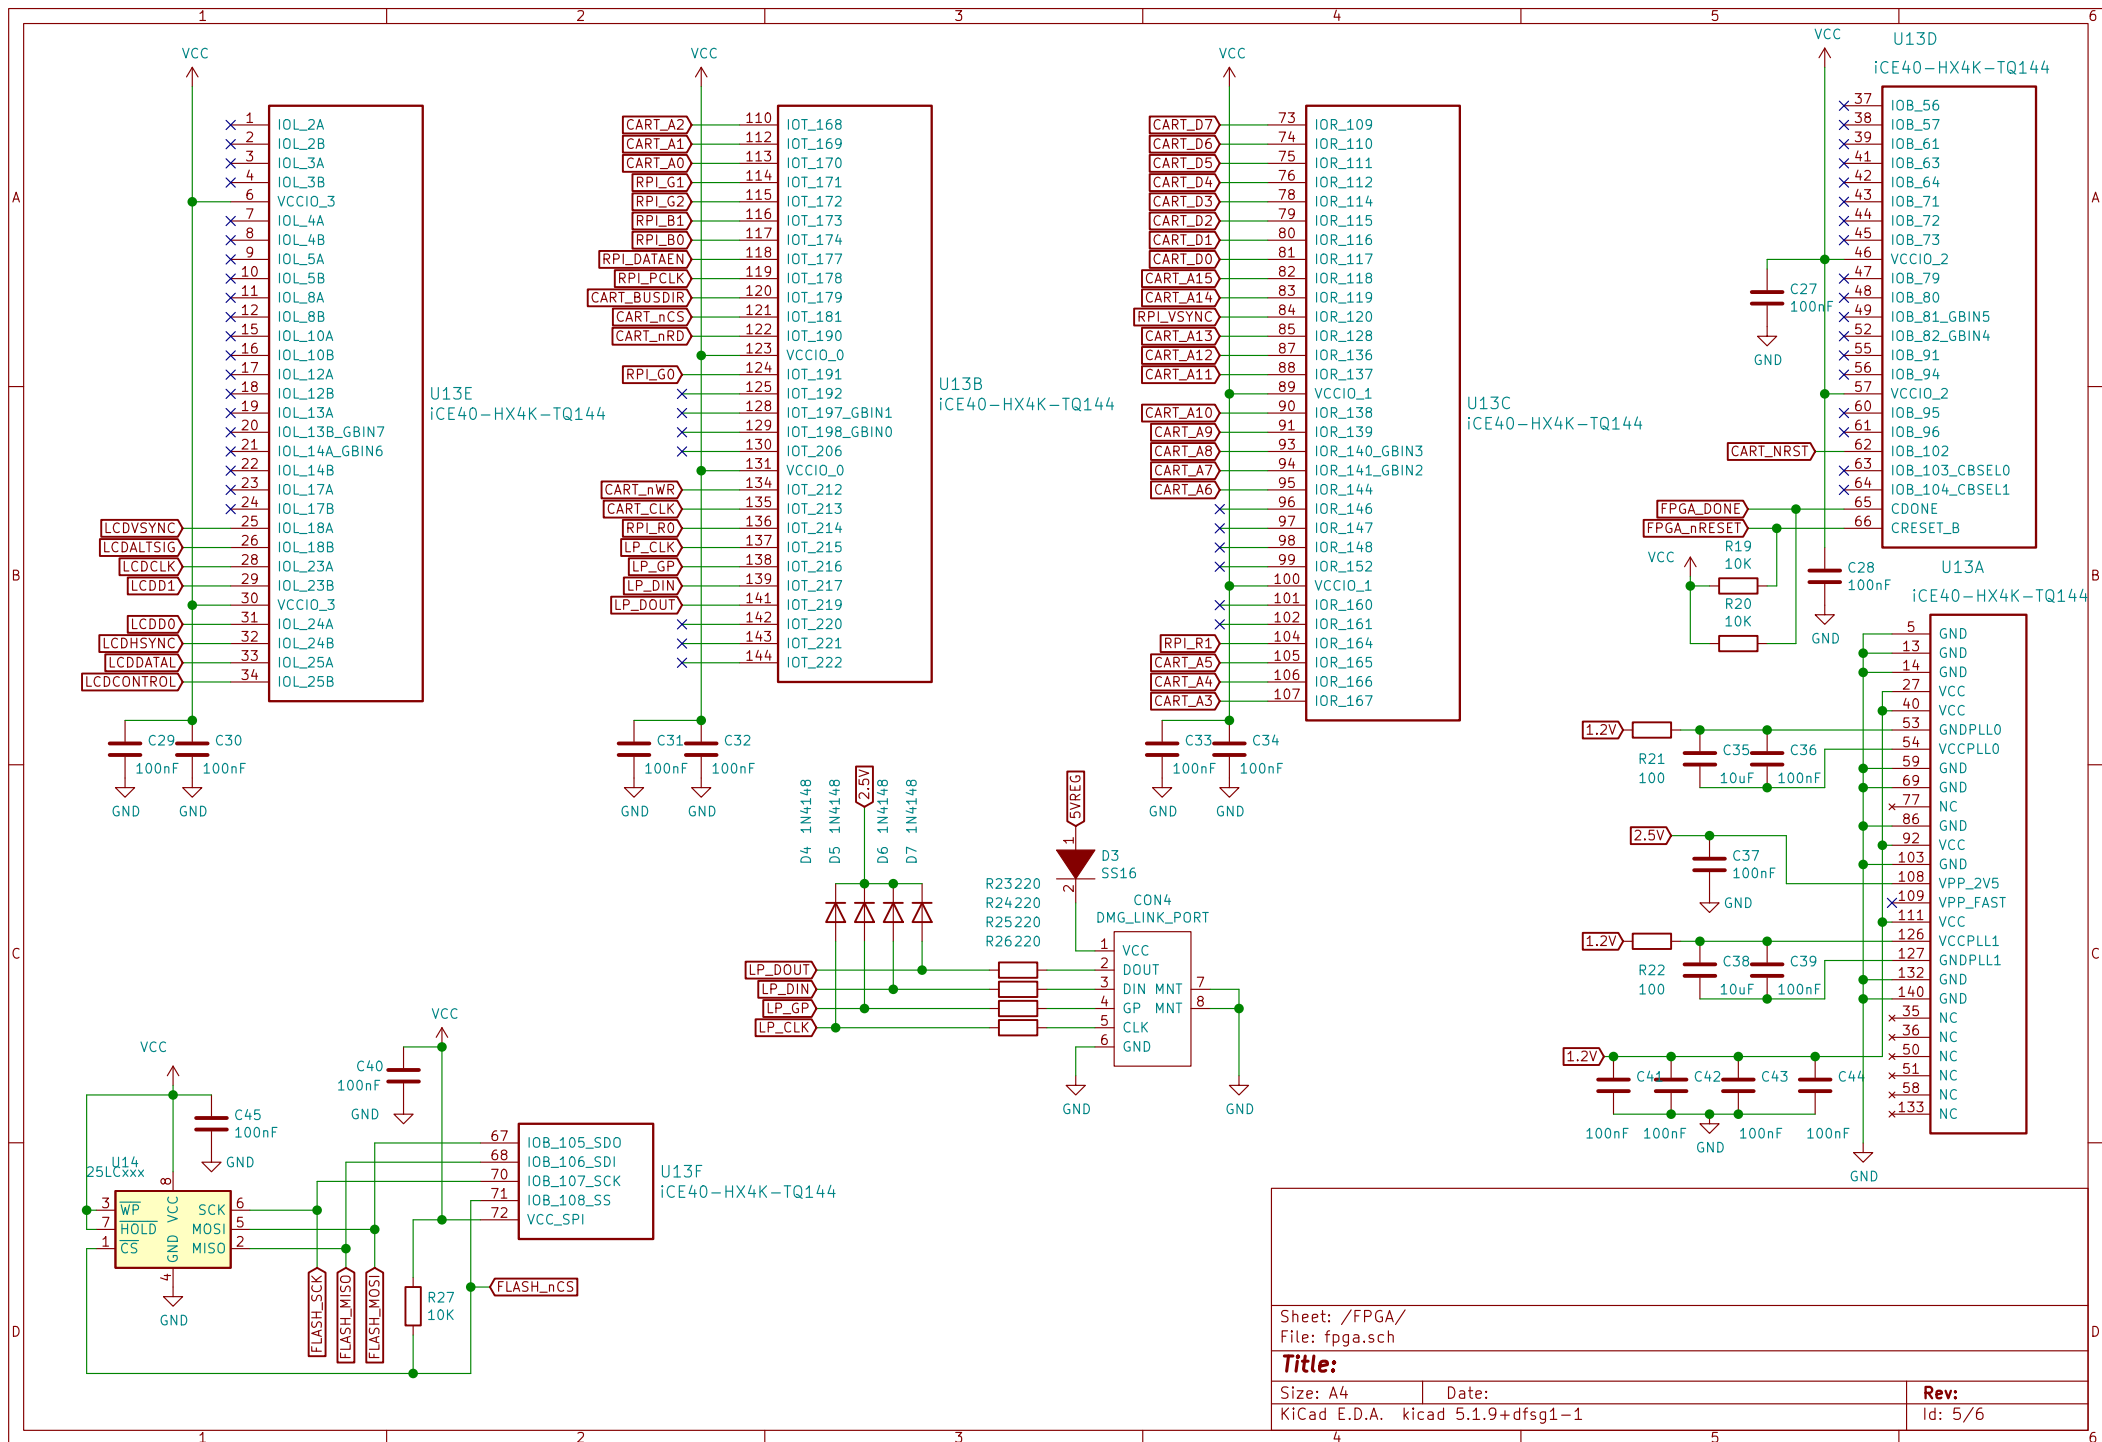 1 2 3 4 5 6
A
B
C
D
VCC
1 IOL_2A
2 IOL_2B
3 IOL_3A
4 IOL_3B
6 VCCIO_3
7 IOL_4A
8 IOL_4B
9 IOL_5A
10 IOL_5B
11 IOL_8A
12 IOL_8B
15 IOL_10A
16 IOL_10B
17 IOL_12A
18 IOL_12B
19 IOL_13A
20 IOL_13B_GBIN7
21 IOL_14A_GBIN6
22 IOL_14B
23 IOL_17A
24 IOL_17B
LCDVSYNC 25 IOL_18A
LCDALTSIG 26 IOL_18B
LCDCLK 28 IOL_23A
LCDD1 29 IOL_23B
30 VCCIO_3
LCDD0 31 IOL_24A
LCDHSYNC 32 IOL_24B
LCDDATAL 33 IOL_25A
LCDCONTROL 34 IOL_25B
U13E
iCE40-HX4K-TQ144
C29 C30
100nF 100nF
GND GND
VCC
CART_A2 110 IOT_168
CART_A1 112 IOT_169
CART_A0 113 IOT_170
RPI_G1 114 IOT_171
RPI_G2 115 IOT_172
RPI_B1 116 IOT_173
RPI_B0 117 IOT_174
RPI_DATAEN 118 IOT_177
RPI_PCLK 119 IOT_178
CART_BUSDIR 120 IOT_179
CART_nCS 121 IOT_181
CART_nRD 122 IOT_190
123 VCCIO_0
RPI_G0 124 IOT_191
125 IOT_192
128 IOT_197_GBIN1
129 IOT_198_GBIN0
130 IOT_206
131 VCCIO_0
CART_nWR 134 IOT_212
CART_CLK 135 IOT_213
RPI_R0 136 IOT_214
LP_CLK 137 IOT_215
LP_GP 138 IOT_216
LP_DIN 139 IOT_217
LP_DOUT 141 IOT_219
142 IOT_220
143 IOT_221
144 IOT_222
U13B
iCE40-HX4K-TQ144
C31 C32
100nF 100nF
GND GND
VCC
CART_D7 73 IOR_109
CART_D6 74 IOR_110
CART_D5 75 IOR_111
CART_D4 76 IOR_112
CART_D3 78 IOR_114
CART_D2 79 IOR_115
CART_D1 80 IOR_116
CART_D0 81 IOR_117
CART_A15 82 IOR_118
CART_A14 83 IOR_119
RPI_VSYNC 84 IOR_120
CART_A13 85 IOR_128
CART_A12 87 IOR_136
CART_A11 88 IOR_137
89 VCCIO_1
CART_A10 90 IOR_138
CART_A9 91 IOR_139
CART_A8 93 IOR_140_GBIN3
CART_A7 94 IOR_141_GBIN2
CART_A6 95 IOR_144
96 IOR_146
97 IOR_147
98 IOR_148
99 IOR_152
100 VCCIO_1
101 IOR_160
102 IOR_161
RPI_R1 104 IOR_164
CART_A5 105 IOR_165
CART_A4 106 IOR_166
CART_A3 107 IOR_167
U13C
iCE40-HX4K-TQ144
C33 C34
100nF 100nF
GND GND
VCC
U13D
iCE40-HX4K-TQ144
37 IOB_56
38 IOB_57
39 IOB_61
41 IOB_63
42 IOB_64
43 IOB_71
44 IOB_72
45 IOB_73
46 VCCIO_2
47 IOB_79
48 IOB_80
49 IOB_81_GBIN5
52 IOB_82_GBIN4
55 IOB_91
56 IOB_94
57 VCCIO_2
60 IOB_95
61 IOB_96
CART_NRST 62 IOB_102
63 IOB_103_CBSEL0
64 IOB_104_CBSEL1
FPGA_DONE 65 CDONE
FPGA_nRESET 66 CRESET_B
C27
100nF
GND
VCC
R19
10K
R20
10K
C28
100nF
GND
U13A
iCE40-HX4K-TQ144
5 GND
13 GND
14 GND
27 VCC
40 VCC
53 GNDPLL0
54 VCCPLL0
59 GND
69 GND
77 NC
86 GND
92 VCC
103 GND
108 VPP_2V5
109 VPP_FAST
111 VCC
126 VCCPLL1
127 GNDPLL1
132 GND
140 GND
35 NC
36 NC
50 NC
51 NC
58 NC
133 NC
1.2V
R21
100
C35 C36
10uF 100nF
2.5V
C37
100nF
GND
1.2V
R22
100
C38 C39
10uF 100nF
1.2V
C41 C42 C43 C44
100nF 100nF 100nF 100nF
GND
GND
D4 1N4148
D5 1N4148
2.5V
D6 1N4148
D7 1N4148
5VREG
1
D3
SS16
2
R23 220
R24 220
R25 220
R26 220
CON4
DMG_LINK_PORT
1 VCC
LP_DOUT 2 DOUT
LP_DIN 3 DIN MNT 7
LP_GP 4 GP MNT 8
LP_CLK 5 CLK
6 GND
GND GND
VCC
C45
100nF
GND
U14
25LCxxx
8 VCC
3 WP SCK 6
7 HOLD MOSI 5
1 CS MISO 2
4 GND
GND
FLASH_SCK
FLASH_MISO
FLASH_MOSI
VCC
C40
100nF
GND
67 IOB_105_SDO
68 IOB_106_SDI
70 IOB_107_SCK
71 IOB_108_SS
72 VCC_SPI
U13F
iCE40-HX4K-TQ144
R27
10K
FLASH_nCS
Sheet: /FPGA/
File: fpga.sch
Title:
Size: A4 Date: Rev:
KiCad E.D.A. kicad 5.1.9+dfsg1-1 Id: 5/6
A
B
C
D
1 2 3 4 5 6